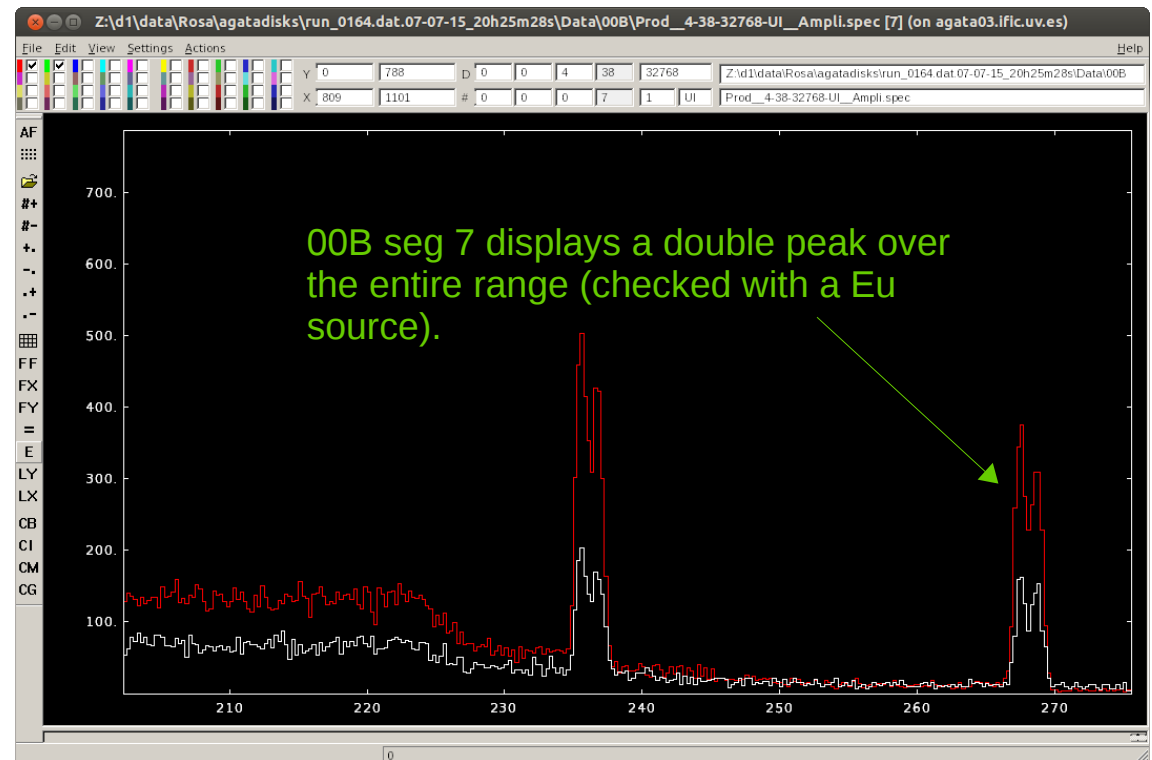 Z:\d1\data\Rosa\agatadisks\run_0164.dat.07-07-15_20h25m28s\Data\00B\Prod__4-38-32768-UI__Ampli.spec [7] (on agata03.ific.uv.es)
File Edit View Settings Actions Help
Y 0 788 D 0 0 4 38 32768 Z:\d1\data\Rosa\agatadisks\run_0164.dat.07-07-15_20h25m28s\Data\00B
X 809 1101 # 0 0 0 7 1 UI Prod__4-38-32768-UI__Ampli.spec
AF
#+
#-
+.
-.
.+
.-
FF
FX
FY
=
E
LY
LX
CB
CI
CM
CG
700.
600.
500.
400.
300.
200.
100.
00B seg 7 displays a double peak over
the entire range (checked with a Eu
source).
210 220 230 240 250 260 270
0